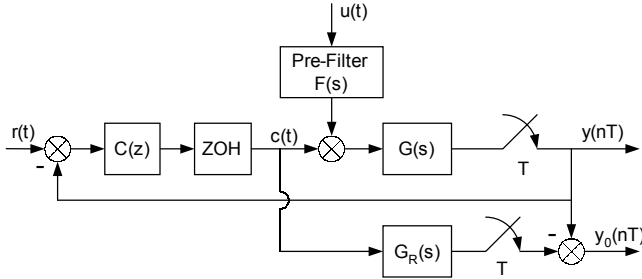 u(t)
Pre-Filter
F(s)
r(t)
-
C(z)
ZOH
c(t)
G(s)
T
y(nT)
G_R(s)
T
-
y_0(nT)